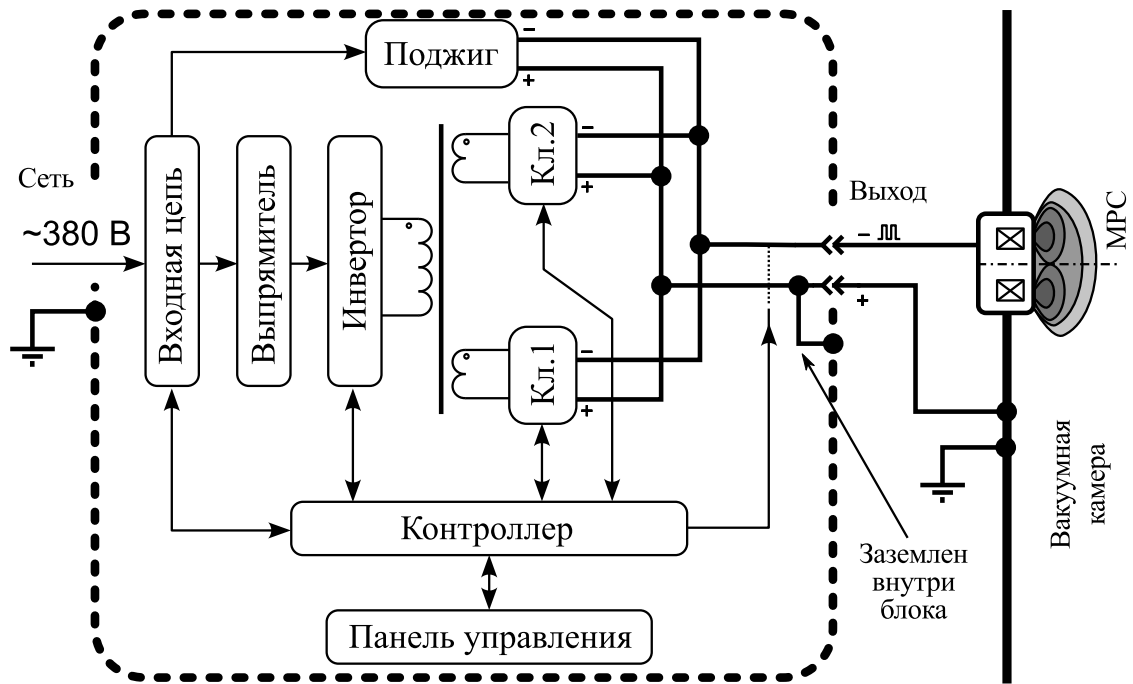 Поджиг
−
+
Сеть
~380 В
Входная цепь
Выпрямитель
Инвертор
Кл.2
−
+
Кл.1
−
+
Выход
−
+
МРС
Контроллер
Панель управления
Заземлен
внутри
блока
Вакуумная
камера